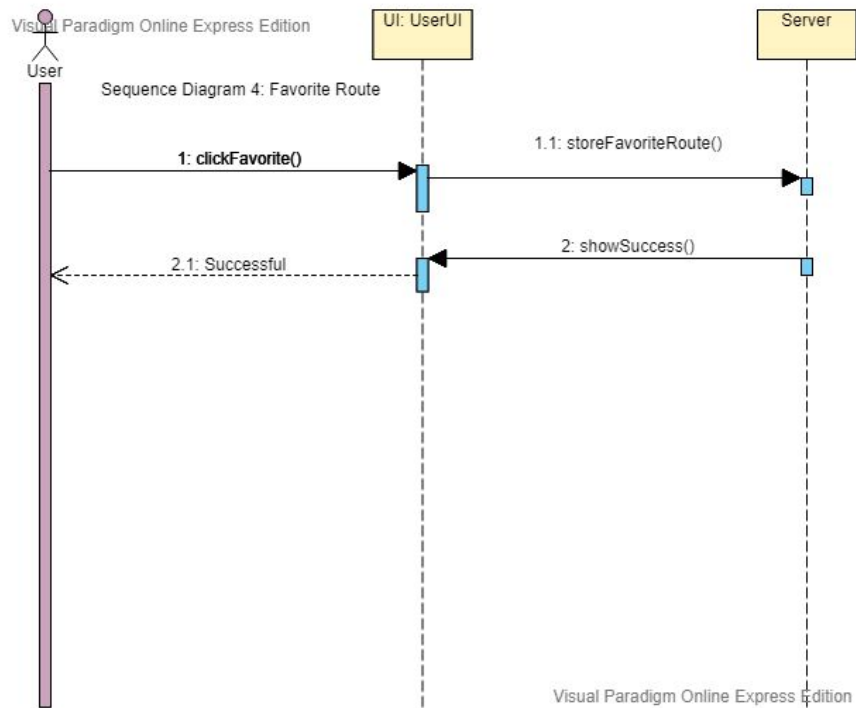 Visual Paradigm Online Express Edition
UI: UserUI
Server
User
Sequence Diagram 4: Favorite Route
1: clickFavorite()
1.1: storeFavoriteRoute()
2: showSuccess()
2.1: Successful
Visual Paradigm Online Express Edition